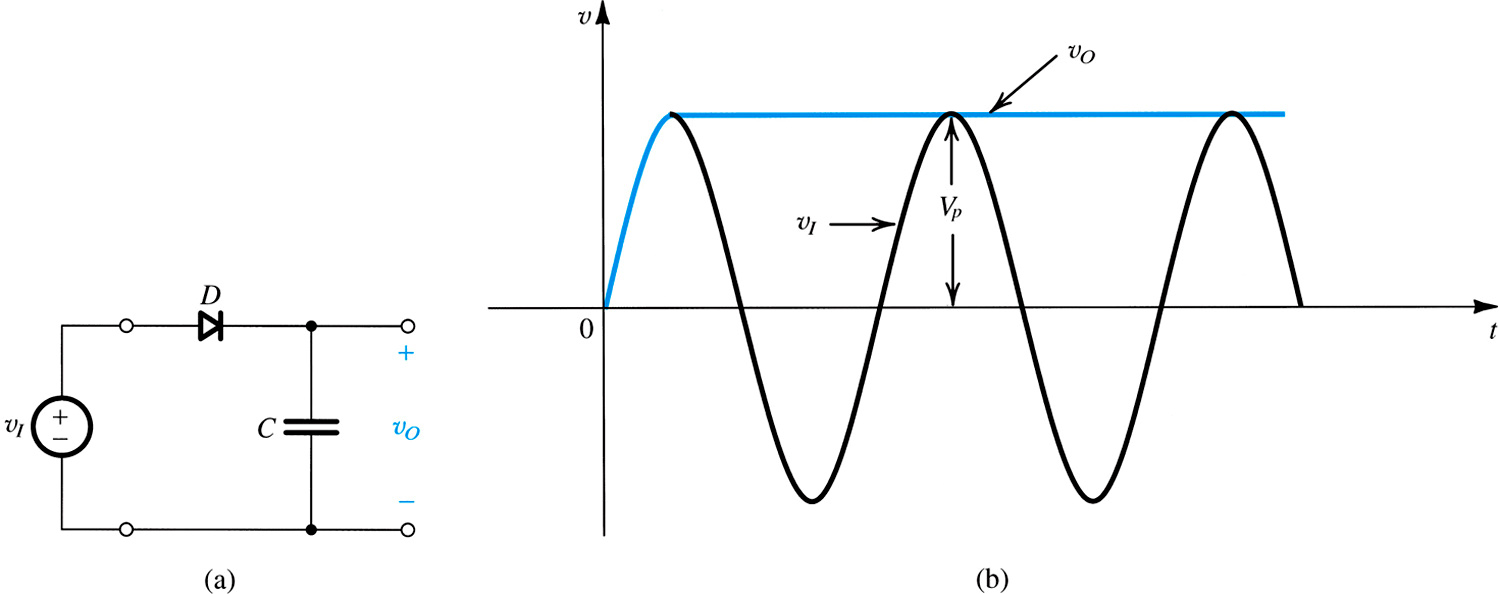 D
+
−
v_I
C
+
v_O
−
(a)
v
v_O
v_I
V_p
0
t
(b)